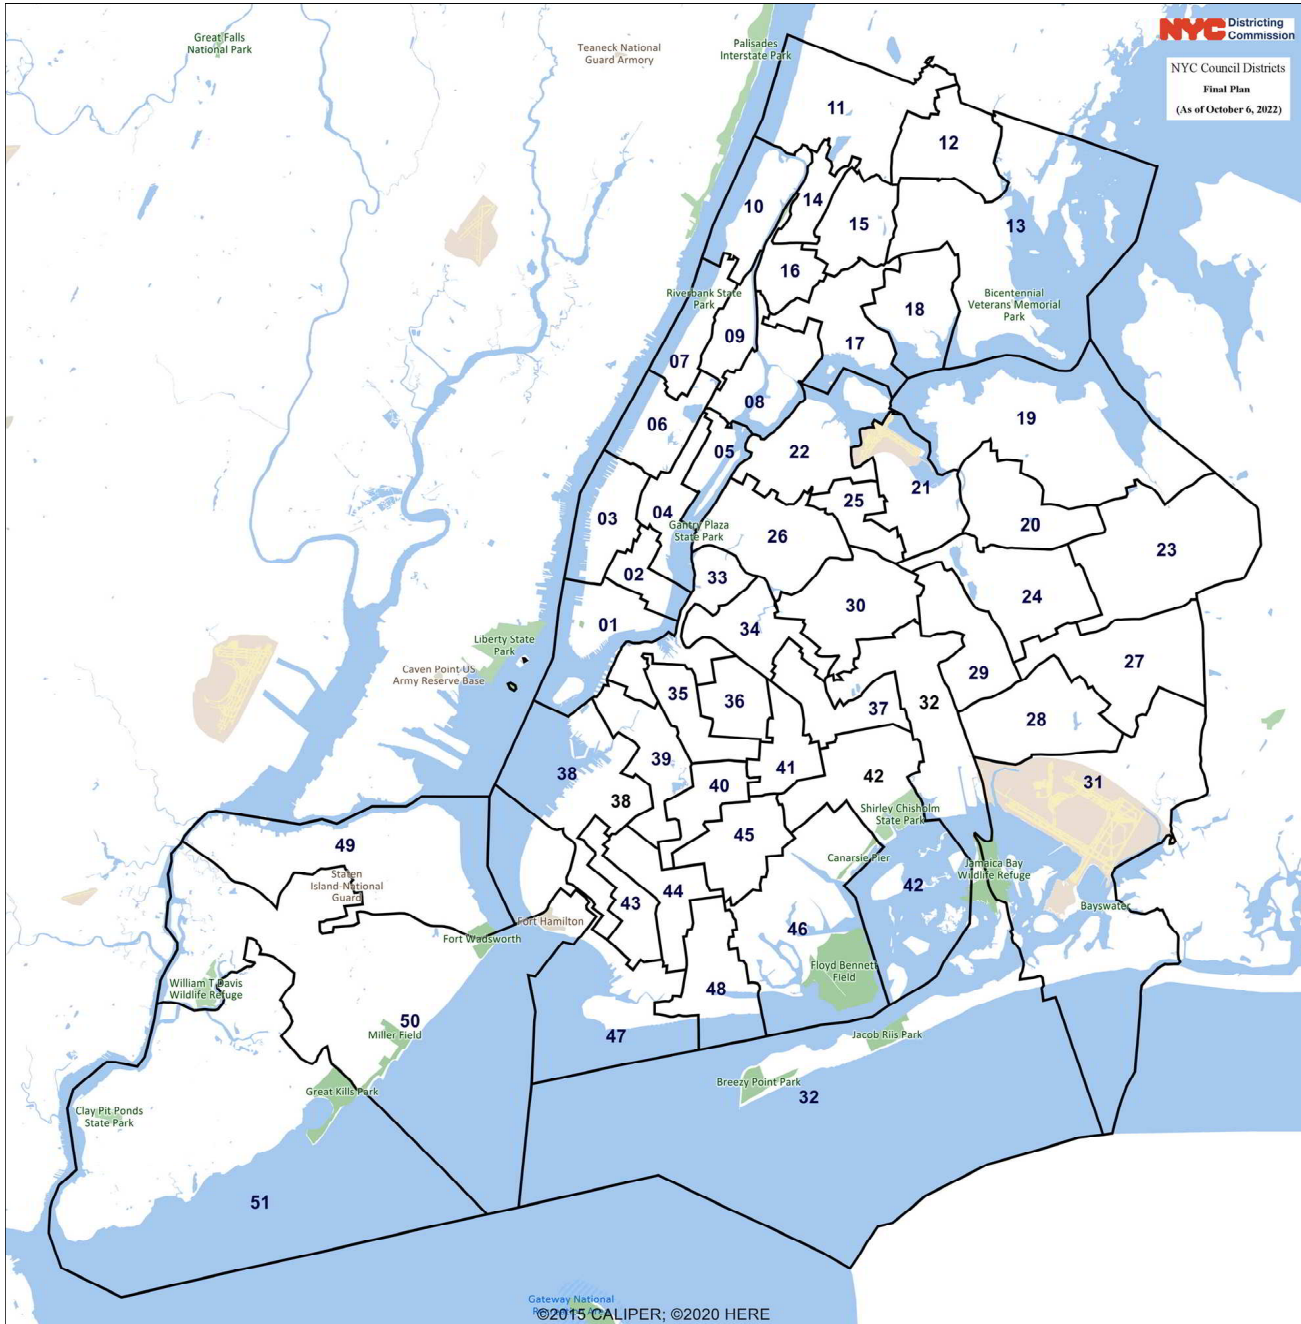 Great Falls
National Park
Teaneck National
Guard Armory
Palisades
Interstate Park
NYC Districting
Commission
NYC Council Districts
Final Plan
(As of October 6, 2022)
11
12
10
14
15
13
16
Riverbank State
Park
Bicentennial
Veterans Memorial
Park
18
09
17
07
08
06
19
05
22
21
25
03
04
20
Gantry Plaza
State Park
26
23
02
33
24
30
01
34
Liberty State
Park
27
Caven Point US
Army Reserve Base
29
35
36
32
37
28
39
38
41
42
31
40
38
Shirley Chisholm
State Park
45
49
Canarsie Pier
Jamaica Bay
Wildlife Refuge
Staten
Island National
Guard
44
42
43
Bayswater
Fort Hamilton
46
Fort Wadsworth
Floyd Bennett
Field
William T Davis
Wildlife Refuge
48
50
Miller Field
47
Jacob Riis Park
Breezy Point Park
Great Kills Park
32
Clay Pit Ponds
State Park
51
Gateway National
©2015 CALIPER; ©2020 HERE